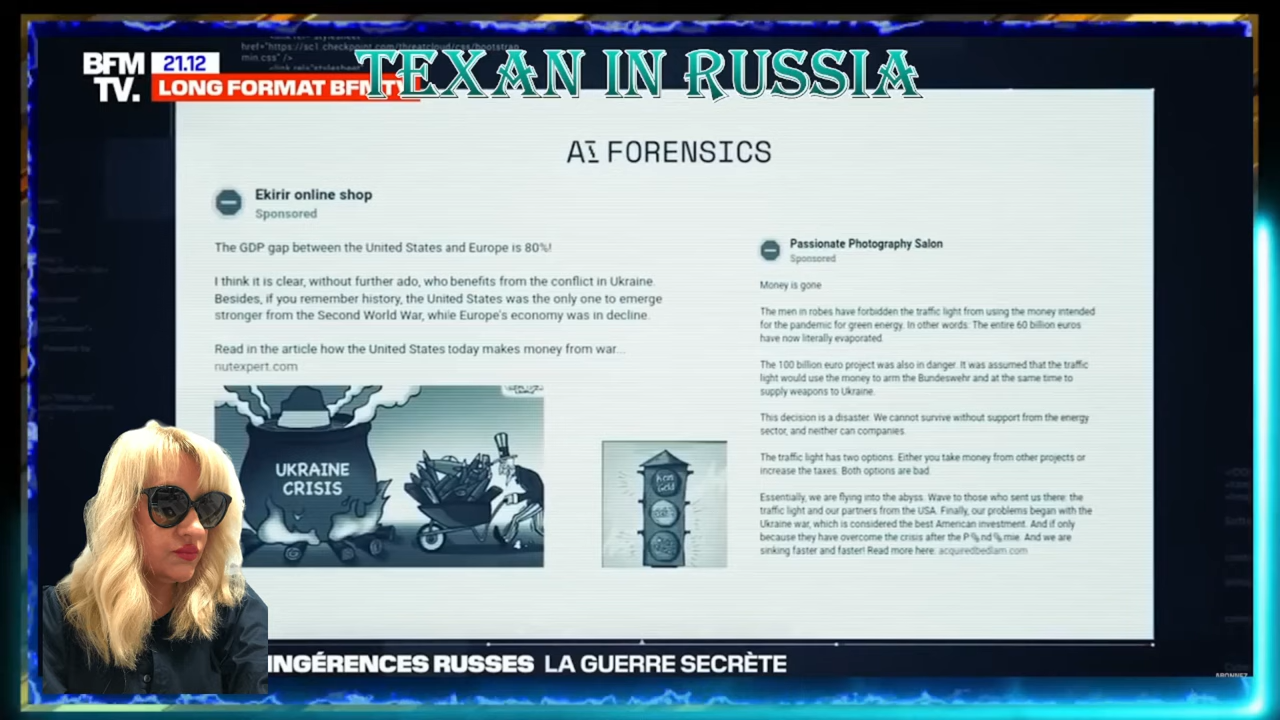 href="https://sc1.checkpoint.com/threatcloud/css/bootstrap.
min.css" />
BFM
TV.
21.12
LONG FORMAT BFMTV
TEXAN IN RUSSIA
AI FORENSICS
Ekirir online shop
Sponsored
The GDP gap between the United States and Europe is 80%!
I think it is clear, without further ado, who benefits from the conflict in Ukraine.
Besides, if you remember history, the United States was the only one to emerge
stronger from the Second World War, while Europe's economy was in decline.
Read in the article how the United States today makes money from war...
nutexpert.com
UKRAINE
CRISIS
Passionate Photography Salon
Sponsored
Money is gone
The men in robes have forbidden the traffic light from using the money intended
for the pandemic for green energy. In other words: The entire 60 billion euros
have now literally evaporated.
The 100 billion euro project was also in danger. It was assumed that the traffic
light would use the money to arm the Bundeswehr and at the same time to
supply weapons to Ukraine.
This decision is a disaster. We cannot survive without support from the energy
sector, and neither can companies.
The traffic light has two options. Either you take money from other projects or
increase the taxes. Both options are bad.
Essentially, we are flying into the abyss. Wave to those who sent us there: the
traffic light and our partners from the USA. Finally, our problems began with the
Ukraine war, which is considered the best American investment. And if only
because they have overcome the crisis after the P%nd%mie. And we are
sinking faster and faster! Read more here: acquiredbedlam.com
INGÉRENCES RUSSES LA GUERRE SECRÈTE